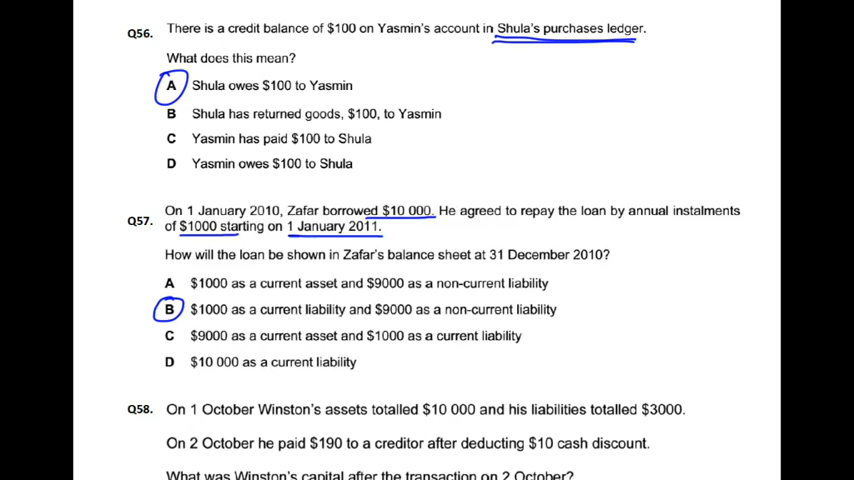 Q56. There is a credit balance of $100 on Yasmin's account in Shula's purchases ledger.
What does this mean?
A Shula owes $100 to Yasmin
B Shula has returned goods, $100, to Yasmin
C Yasmin has paid $100 to Shula
D Yasmin owes $100 to Shula
Q57. On 1 January 2010, Zafar borrowed $10 000. He agreed to repay the loan by annual instalments
of $1000 starting on 1 January 2011.
How will the loan be shown in Zafar's balance sheet at 31 December 2010?
A $1000 as a current asset and $9000 as a non-current liability
B $1000 as a current liability and $9000 as a non-current liability
C $9000 as a current asset and $1000 as a current liability
D $10 000 as a current liability
Q58. On 1 October Winston's assets totalled $10 000 and his liabilities totalled $3000.
On 2 October he paid $190 to a creditor after deducting $10 cash discount.
What was Winston's capital after the transaction on 2 October?